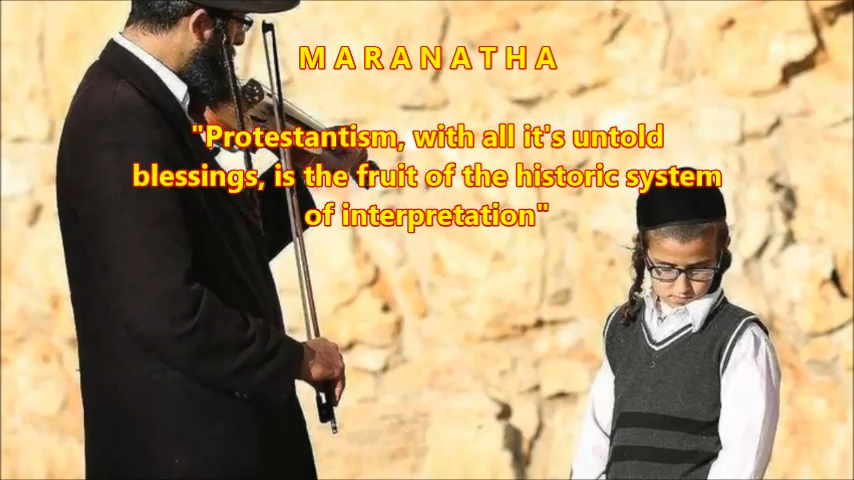 M A R A N A T H A
"Protestantism, with all it's untold
blessings, is the fruit of the historic system
of interpretation"